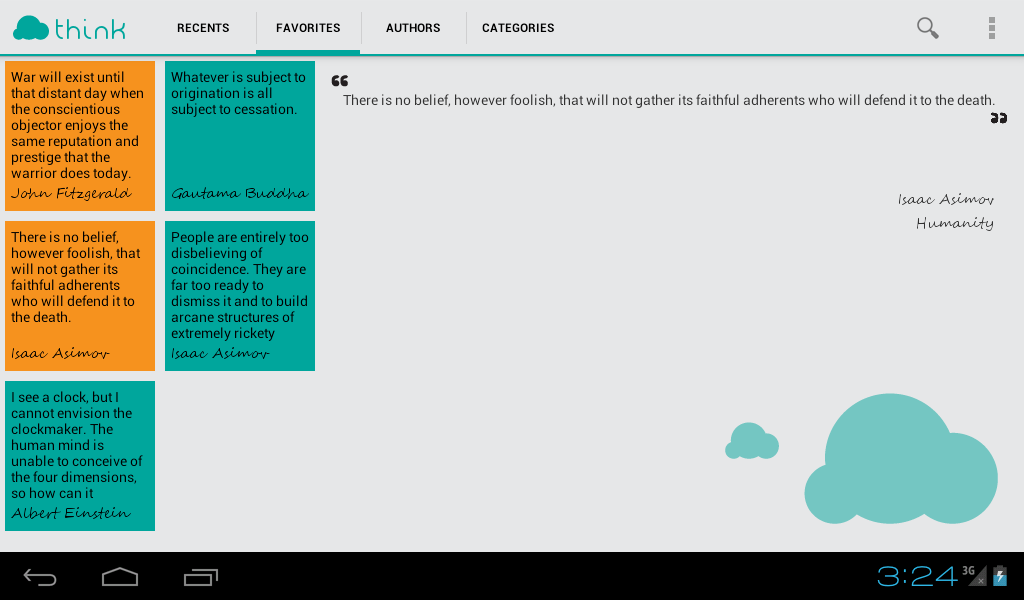 think
RECENTS
FAVORITES
AUTHORS
CATEGORIES
War will exist until
that distant day when
the conscientious
objector enjoys the
same reputation and
prestige that the
warrior does today.
John Fitzgerald
Whatever is subject to
origination is all
subject to cessation.
Gautama Buddha
There is no belief,
however foolish, that
will not gather its
faithful adherents
who will defend it to
the death.
Isaac Asimov
People are entirely too
disbelieving of
coincidence. They are
far too ready to
dismiss it and to build
arcane structures of
extremely rickety
Isaac Asimov
I see a clock, but I
cannot envision the
clockmaker. The
human mind is
unable to conceive of
the four dimensions,
so how can it
Albert Einstein
“
There is no belief, however foolish, that will not gather its faithful adherents who will defend it to the death.
”
Isaac Asimov
Humanity
3:24
3G